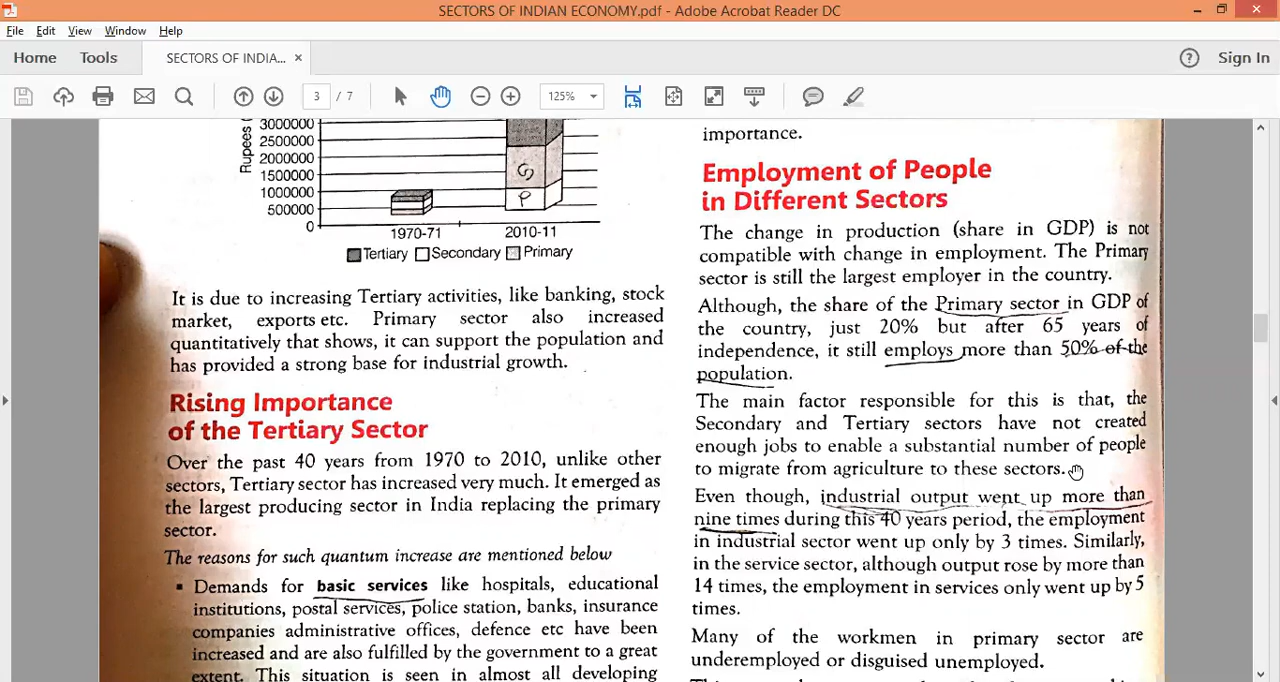 SECTORS OF INDIAN ECONOMY.pdf - Adobe Acrobat Reader DC
File Edit View Window Help
Home Tools SECTORS OF INDIA... × Sign In
3 / 7 125%
Rupees (
3000000
2500000
2000000
1500000
1000000
500000
0
S
P
1970-71 2010-11
Tertiary Secondary Primary
It is due to increasing Tertiary activities, like banking, stock
market, exports etc. Primary sector also increased
quantitatively that shows, it can support the population and
has provided a strong base for industrial growth.
Rising Importance
of the Tertiary Sector
Over the past 40 years from 1970 to 2010, unlike other
sectors, Tertiary sector has increased very much. It emerged as
the largest producing sector in India replacing the primary
sector.
The reasons for such quantum increase are mentioned below
▪ Demands for basic services like hospitals, educational
institutions, postal services, police station, banks, insurance
companies administrative offices, defence etc have been
increased and are also fulfilled by the government to a great
extent. This situation is seen in almost all developing
importance.
Employment of People
in Different Sectors
The change in production (share in GDP) is not
compatible with change in employment. The Primary
sector is still the largest employer in the country.
Although, the share of the Primary sector in GDP of
the country, just 20% but after 65 years of
independence, it still employs more than 50% of the
population.
The main factor responsible for this is that, the
Secondary and Tertiary sectors have not created
enough jobs to enable a substantial number of people
to migrate from agriculture to these sectors.
Even though, industrial output went up more than
nine times during this 40 years period, the employment
in industrial sector went up only by 3 times. Similarly,
in the service sector, although output rose by more than
14 times, the employment in services only went up by 5
times.
Many of the workmen in primary sector are
underemployed or disguised unemployed.